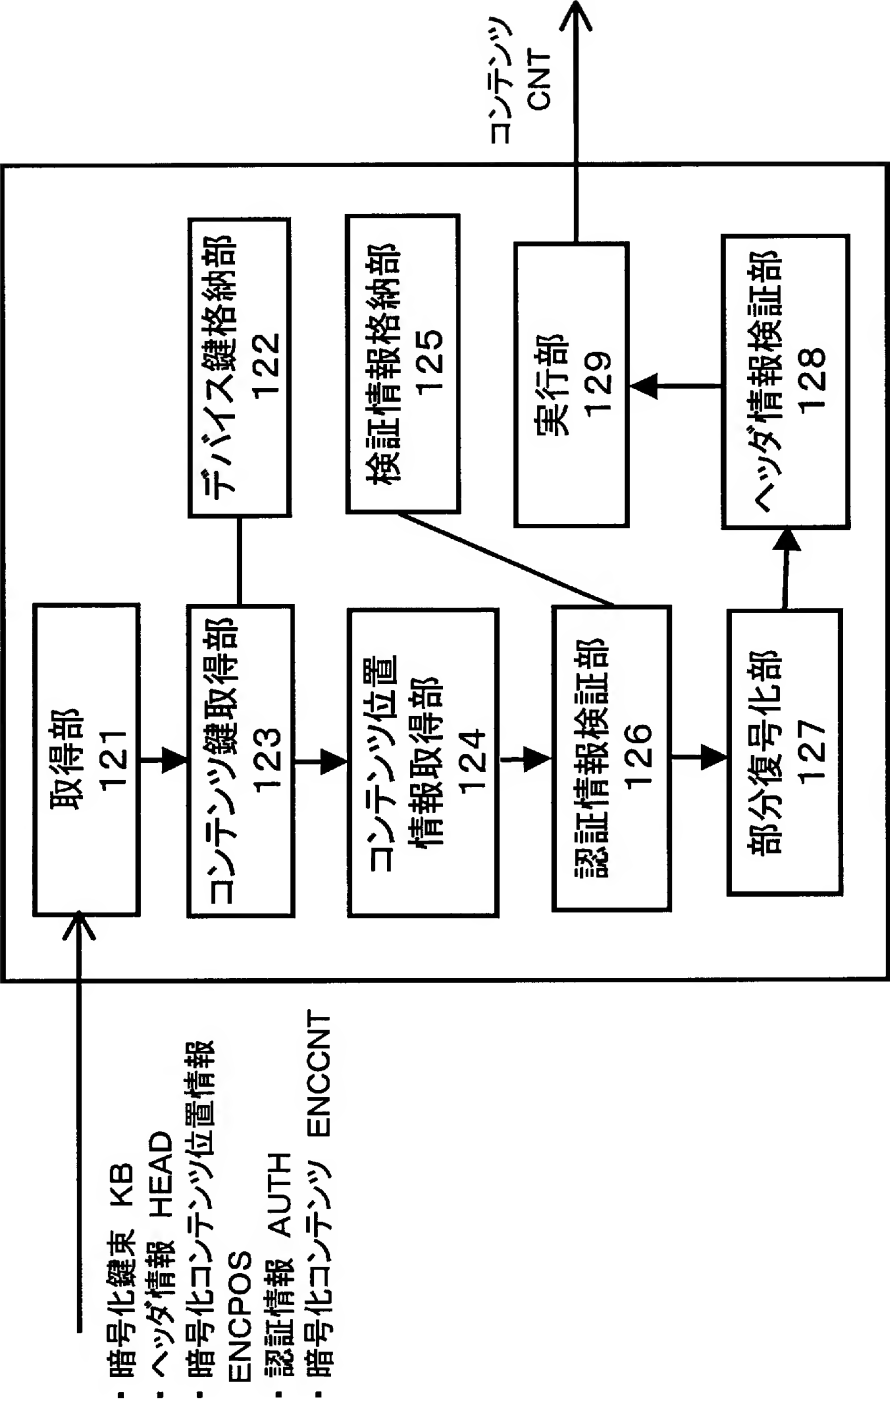 ・暗号化鍵束 KB
・ヘッダ情報 HEAD
・暗号化コンテンツ位置情報
ENCPOS
・認証情報 AUTH
・暗号化コンテンツ ENCCNT
取得部
121
コンテンツ鍵取得部
123
デバイス鍵格納部
122
コンテンツ位置
情報取得部
124
検証情報格納部
125
認証情報検証部
126
実行部
129
部分復号化部
127
ヘッダ情報検証部
128
コンテンツ
CNT